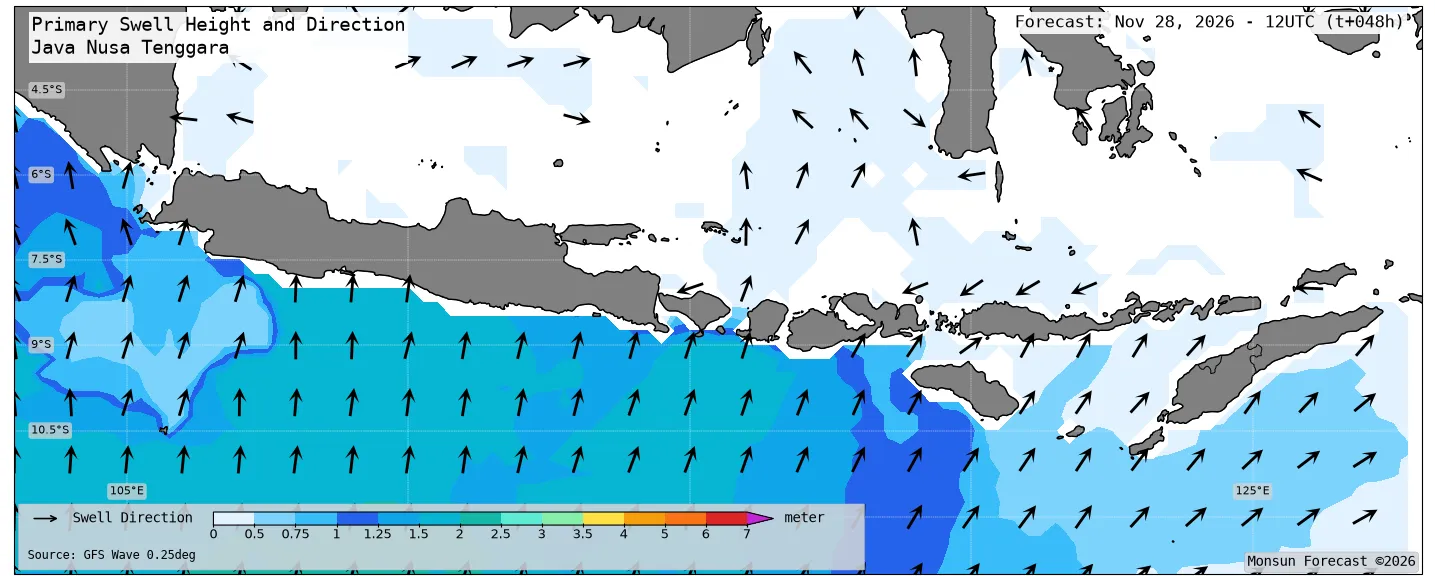 Primary Swell Height and Direction
Java Nusa Tenggara
Forecast: Nov 28, 2026 - 12UTC (t+048h)
4.5°S
6°S
7.5°S
9°S
10.5°S
105°E
125°E
Swell Direction
meter
0 0.5 0.75 1 1.25 1.5 2 2.5 3 3.5 4 5 6 7
Source: GFS Wave 0.25deg
Monsun Forecast ©2026